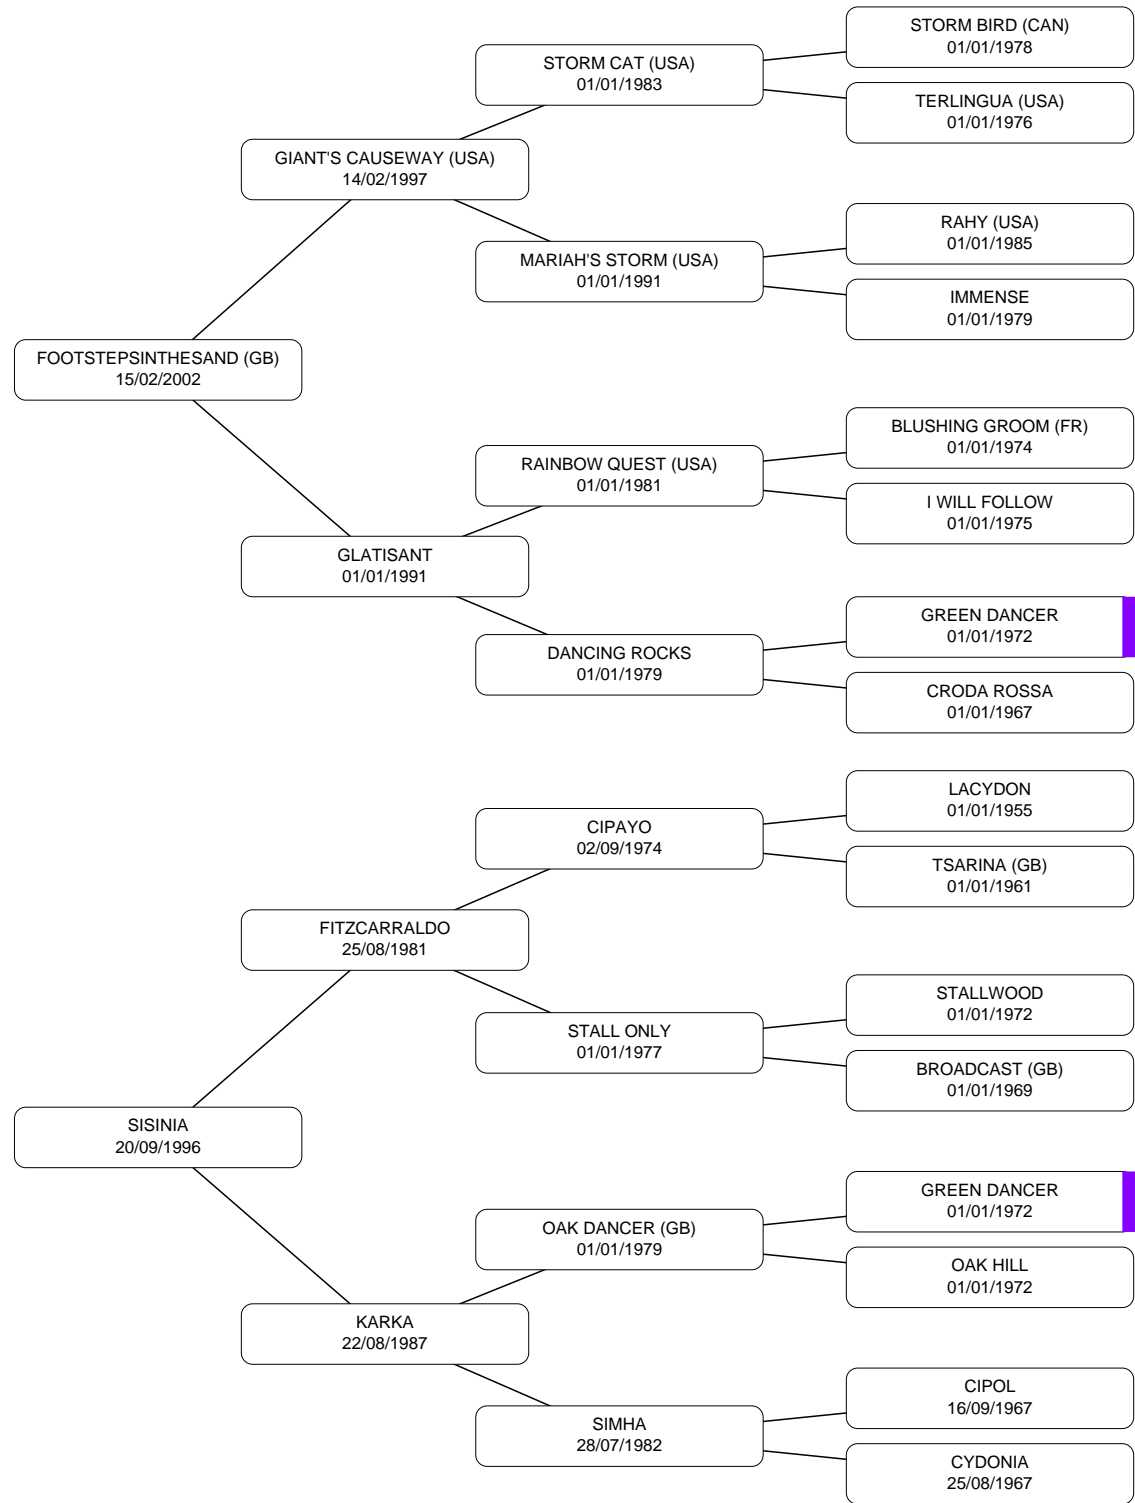 STORM BIRD (CAN)
01/01/1978
STORM CAT (USA)
01/01/1983
TERLINGUA (USA)
01/01/1976
GIANT'S CAUSEWAY (USA)
14/02/1997
RAHY (USA)
01/01/1985
MARIAH'S STORM (USA)
01/01/1991
IMMENSE
01/01/1979
FOOTSTEPSINTHESAND (GB)
15/02/2002
BLUSHING GROOM (FR)
01/01/1974
RAINBOW QUEST (USA)
01/01/1981
I WILL FOLLOW
01/01/1975
GLATISANT
01/01/1991
GREEN DANCER
01/01/1972
DANCING ROCKS
01/01/1979
CRODA ROSSA
01/01/1967
LACYDON
01/01/1955
CIPAYO
02/09/1974
TSARINA (GB)
01/01/1961
FITZCARRALDO
25/08/1981
STALLWOOD
01/01/1972
STALL ONLY
01/01/1977
BROADCAST (GB)
01/01/1969
SISINIA
20/09/1996
GREEN DANCER
01/01/1972
OAK DANCER (GB)
01/01/1979
OAK HILL
01/01/1972
KARKA
22/08/1987
CIPOL
16/09/1967
SIMHA
28/07/1982
CYDONIA
25/08/1967